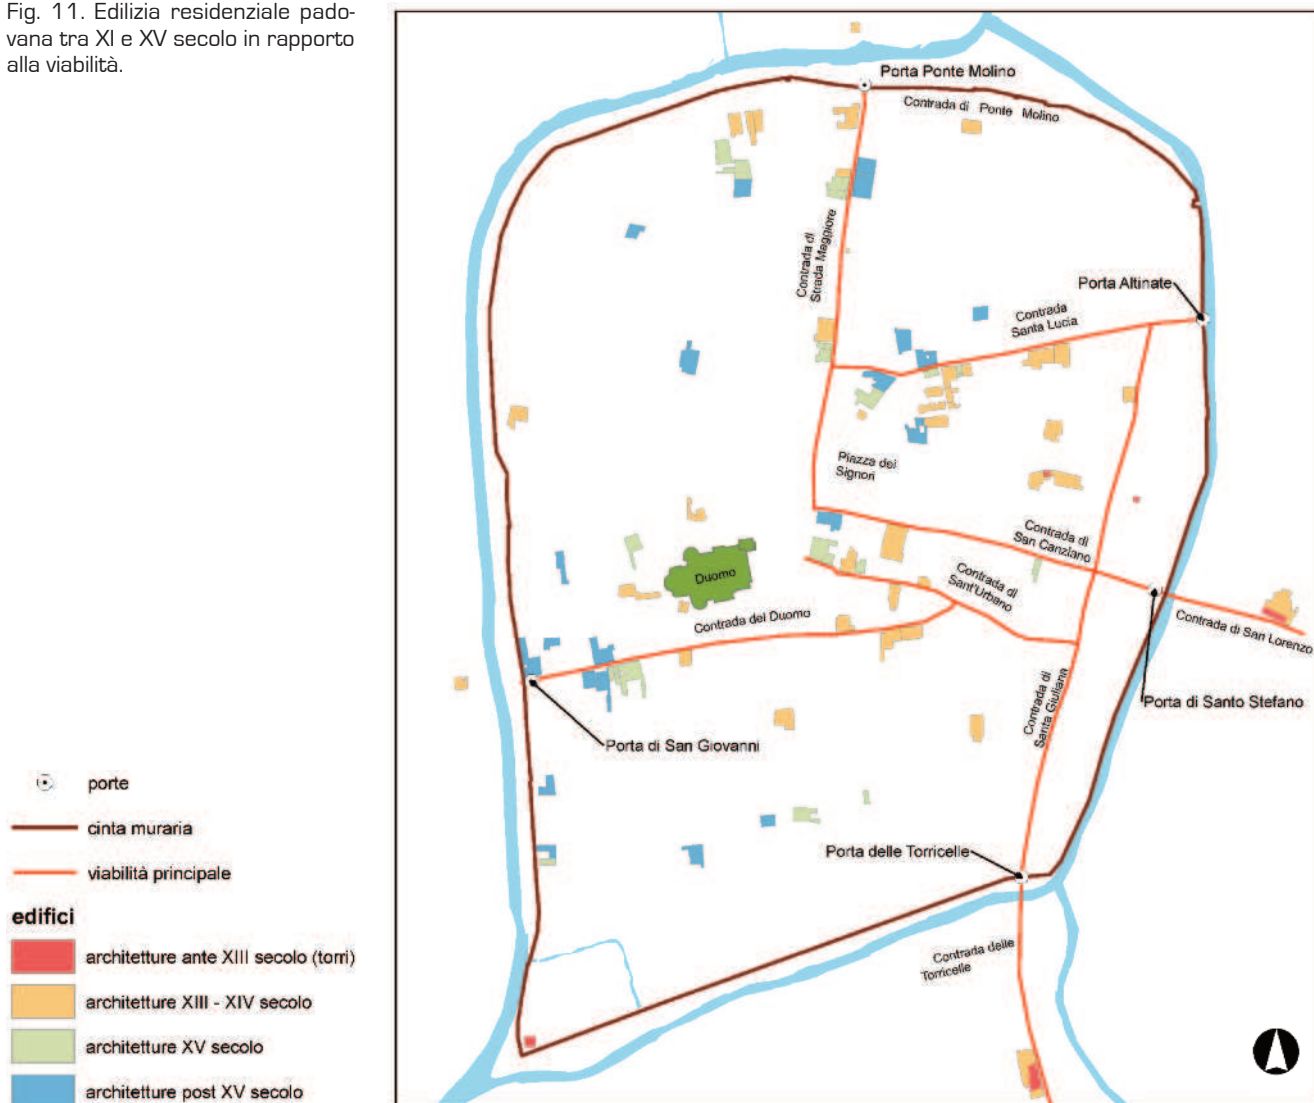 Fig. 11. Edilizia residenziale pado-
vana tra XI e XV secolo in rapporto
alla viabilità.
Porta Ponte Molino
Contrada di Ponte Molino
Contrada di
Strada Maggiore
Porta Altinate
Contrada
Santa Lucia
Piazza dei
Signori
Contrada di
San Canziano
Duomo
Contrada di
Sant'Urbano
Contrada del Duomo
Contrada di San Lorenzo
Contrada di
Santa Giuliana
Porta di Santo Stefano
Porta di San Giovanni
Porta delle Torricelle
Contrada delle
Torricelle
porte
cinta muraria
viabilità principale
edifici
architetture ante XIII secolo (torri)
architetture XIII - XIV secolo
architetture XV secolo
architetture post XV secolo